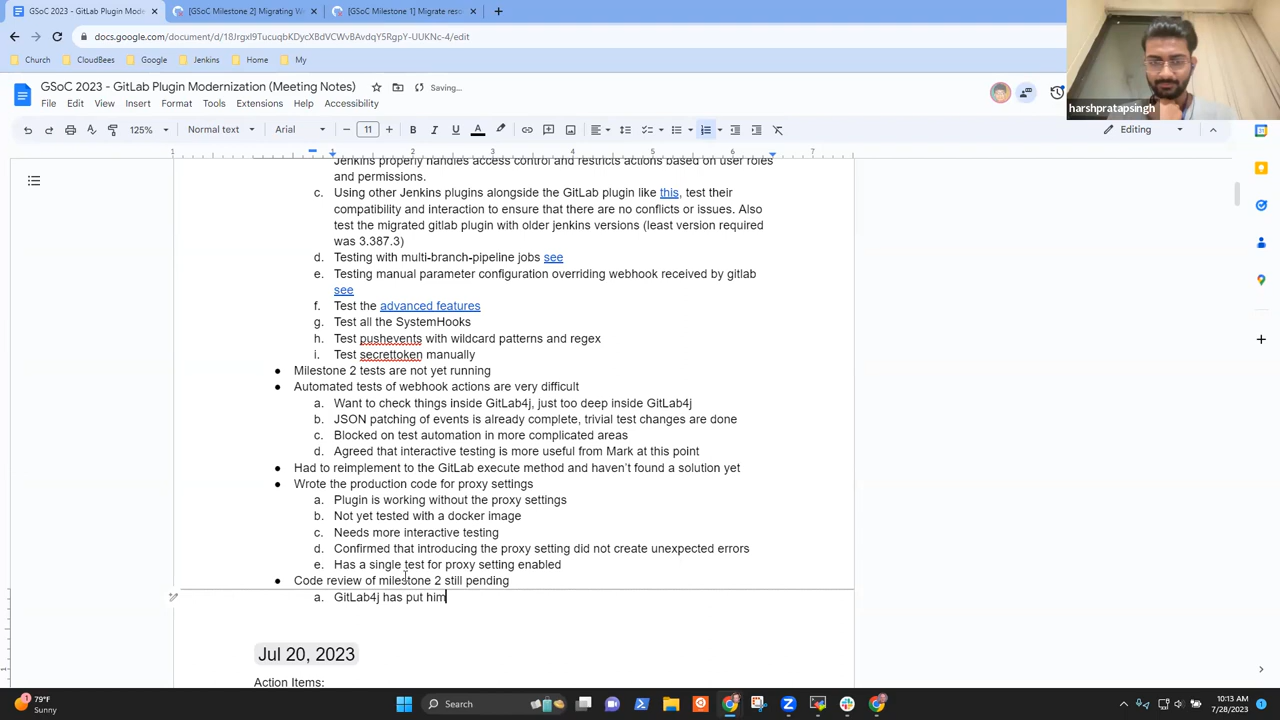 GSoC 2023 - GitLab Plugin Mode
[GSoC Milestone 2] Migrating W
[GSoC Milestone 1] Migrate reso
docs.google.com/document/d/18JrgxI9TucuqbKDycXBdVCWvBAvdqY5RgpY-UUKNc-4/edit
Church CloudBees Google Jenkins Home My
GSoC 2023 - GitLab Plugin Modernization (Meeting Notes) Saving...
File Edit View Insert Format Tools Extensions Accessibility
harshpratapsingh
125% Normal text Arial 11 Editing
1 1 2 3 4 5 6 7
Jenkins properly handles access control and restricts actions based on user roles
and permissions.
c. Using other Jenkins plugins alongside the GitLab plugin like this, test their
compatibility and interaction to ensure that there are no conflicts or issues. Also
test the migrated gitlab plugin with older jenkins versions (least version required
was 3.387.3)
d. Testing with multi-branch-pipeline jobs see
e. Testing manual parameter configuration overriding webhook received by gitlab
see
f. Test the advanced features
g. Test all the SystemHooks
h. Test pushevents with wildcard patterns and regex
i. Test secrettoken manually
● Milestone 2 tests are not yet running
● Automated tests of webhook actions are very difficult
a. Want to check things inside GitLab4j, just too deep inside GitLab4j
b. JSON patching of events is already complete, trivial test changes are done
c. Blocked on test automation in more complicated areas
d. Agreed that interactive testing is more useful from Mark at this point
● Had to reimplement to the GitLab execute method and haven't found a solution yet
● Wrote the production code for proxy settings
a. Plugin is working without the proxy settings
b. Not yet tested with a docker image
c. Needs more interactive testing
d. Confirmed that introducing the proxy setting did not create unexpected errors
e. Has a single test for proxy setting enabled
● Code review of milestone 2 still pending
a. GitLab4j has put him
Jul 20, 2023
Action Items:
79°F
Sunny
Search
10:13 AM
7/28/2023